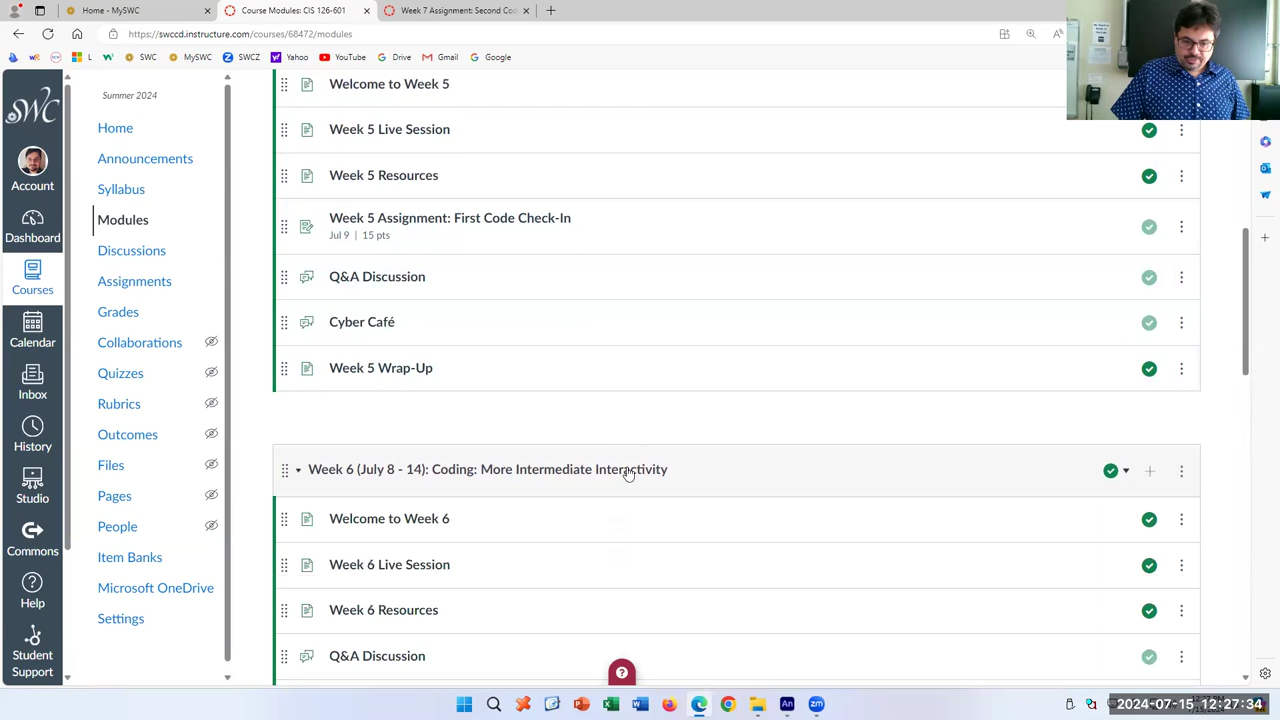 Home - MySWC
Course Modules: CIS 126-601
Week 7 Assignment: Second Co
https://swccd.instructure.com/courses/68472/modules
L
SWC
MySWC
SWCZ
Yahoo
YouTube
Drive
Gmail
Google
SWC
Account
Dashboard
Courses
Calendar
Inbox
History
Studio
Commons
Help
Student
Support
Summer 2024
Home
Announcements
Syllabus
Modules
Discussions
Assignments
Grades
Collaborations
Quizzes
Rubrics
Outcomes
Files
Pages
People
Item Banks
Microsoft OneDrive
Settings
Welcome to Week 5
Week 5 Live Session
Week 5 Resources
Week 5 Assignment: First Code Check-In
Jul 9 | 15 pts
Q&A Discussion
Cyber Café
Week 5 Wrap-Up
Week 6 (July 8 - 14): Coding: More Intermediate Interactivity
Welcome to Week 6
Week 6 Live Session
Week 6 Resources
Q&A Discussion
2024-07-15 12:27:34